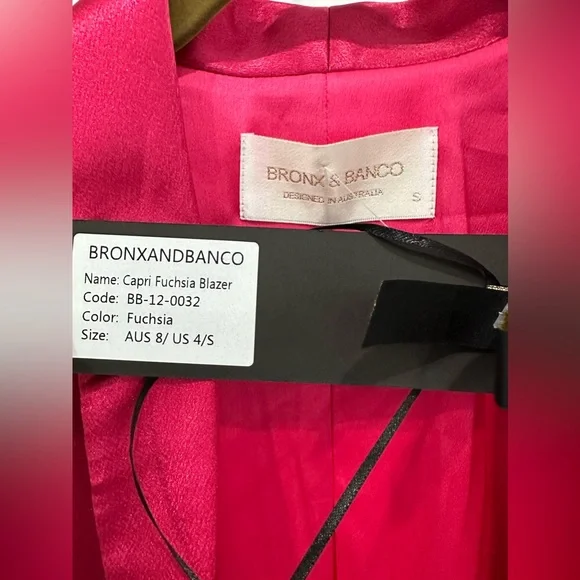 BRONX & BANCO
DESIGNED IN AUSTRALIA
S
BRONXANDBANCO
Name: Capri Fuchsia Blazer
Code: BB-12-0032
Color: Fuchsia
Size: AUS 8/ US 4/S